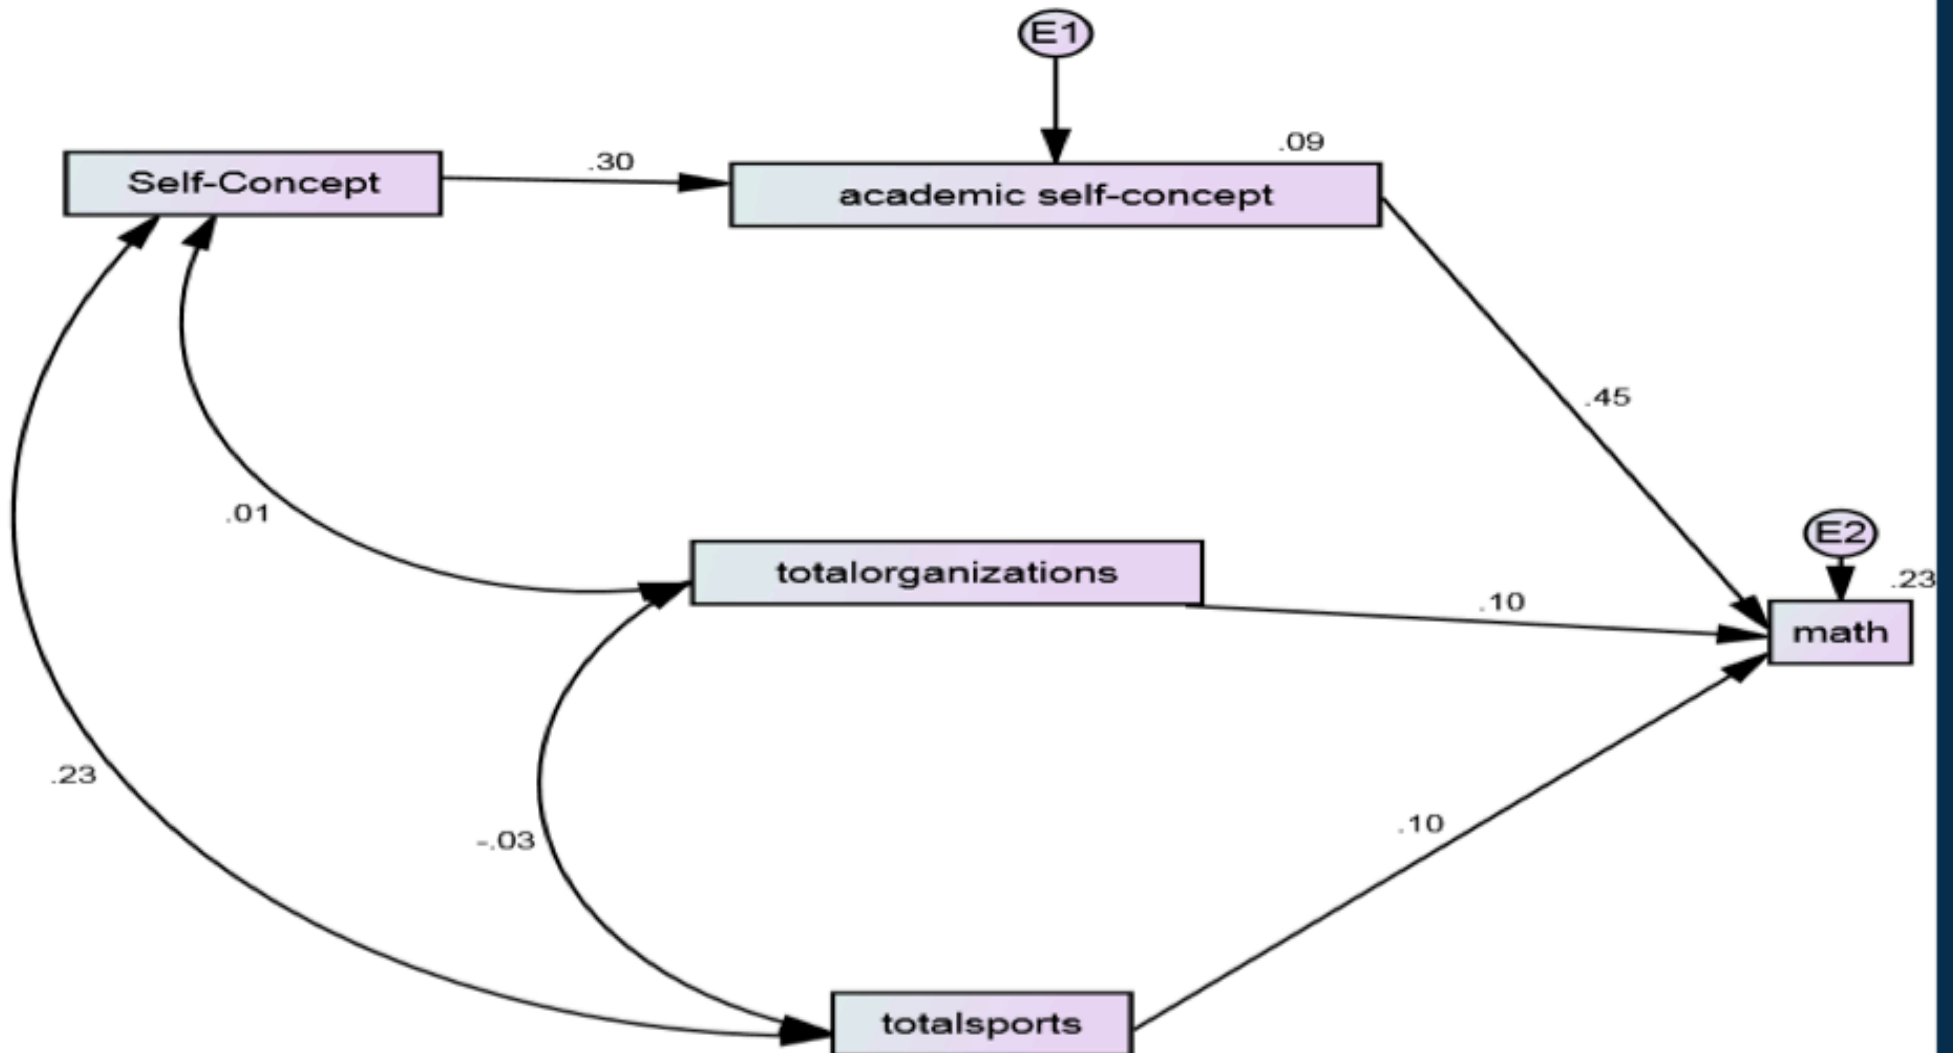 E1
.09
.30
Self-Concept
academic self-concept
.45
.01
E2
totalorganizations
.23
.10
math
.23
-.03
.10
totalsports